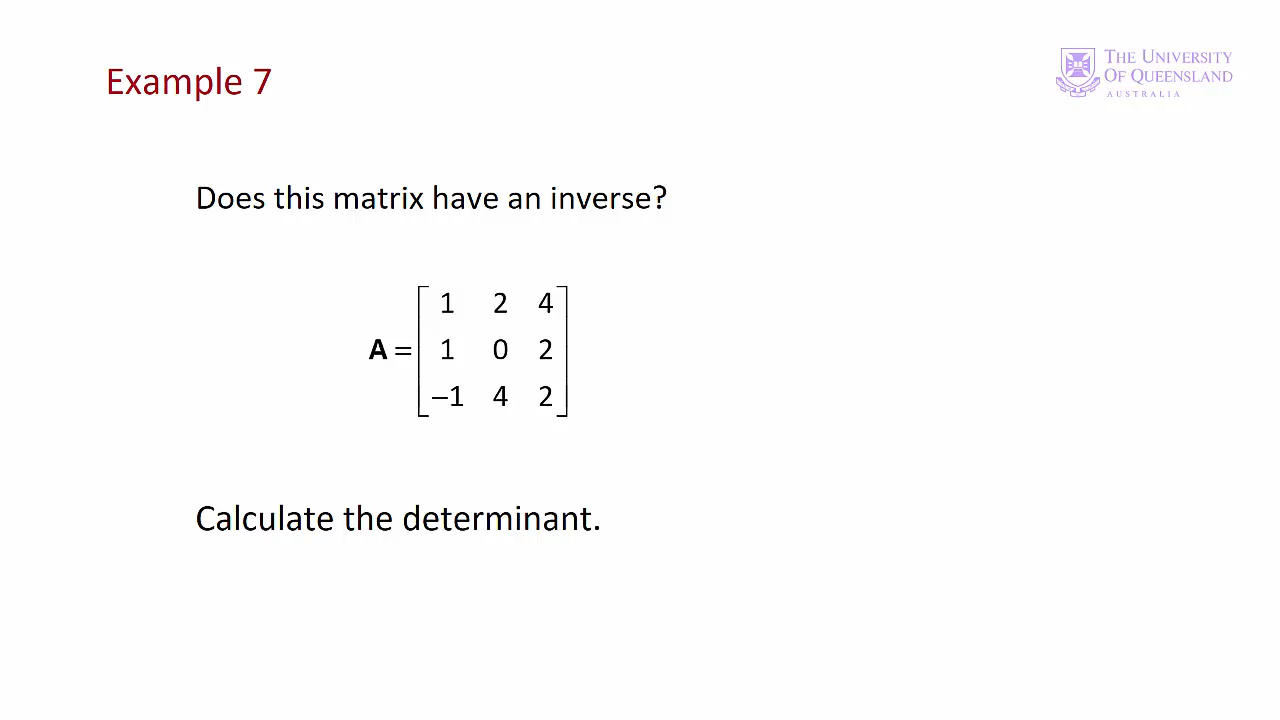 Example 7
THE UNIVERSITY
OF QUEENSLAND
AUSTRALIA
Does this matrix have an inverse?
1 2 4
A = 1 0 2
−1 4 2
Calculate the determinant.